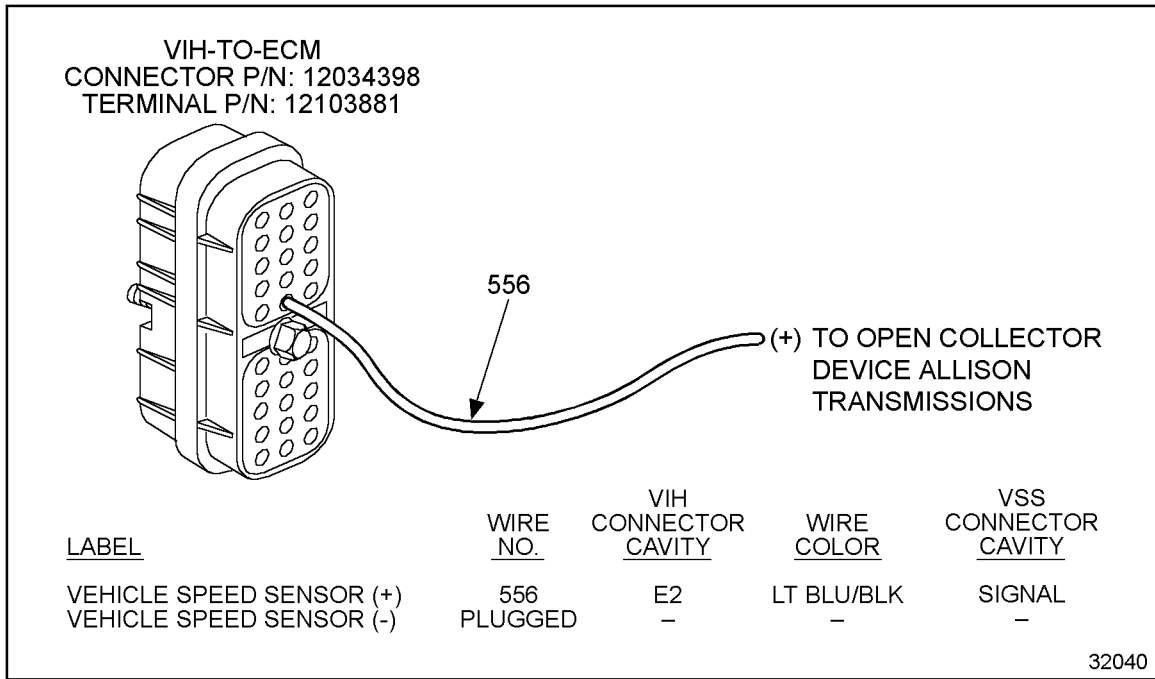 VIH-TO-ECM
CONNECTOR P/N: 12034398
TERMINAL P/N: 12103881
556
(+) TO OPEN COLLECTOR
DEVICE ALLISON
TRANSMISSIONS
LABEL WIRE NO. VIH CONNECTOR CAVITY WIRE COLOR VSS CONNECTOR CAVITY
VEHICLE SPEED SENSOR (+) 556 E2 LT BLU/BLK SIGNAL
VEHICLE SPEED SENSOR (-) PLUGGED – – –
32040